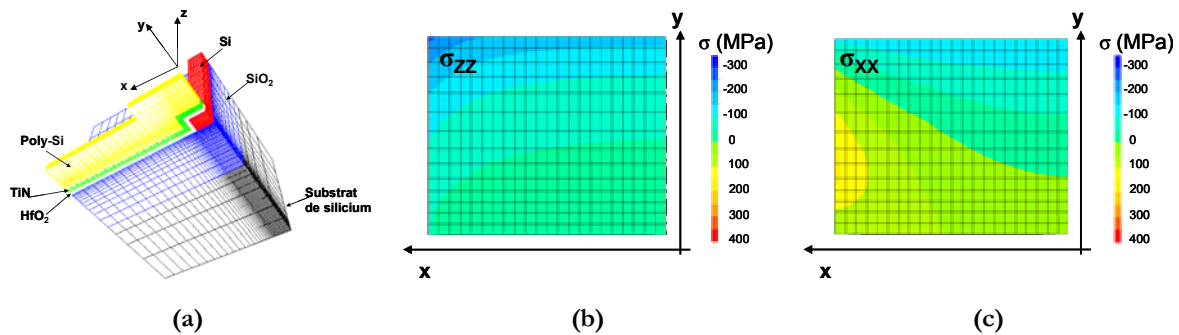 z
y
Si
x
SiO₂
Poly-Si
TiN
HfO₂
Substrat
de silicium
(a)
σZZ
y
σ (MPa)
-300
-200
-100
0
100
200
300
400
x
(b)
σXX
y
σ (MPa)
-300
-200
-100
0
100
200
300
400
x
(c)